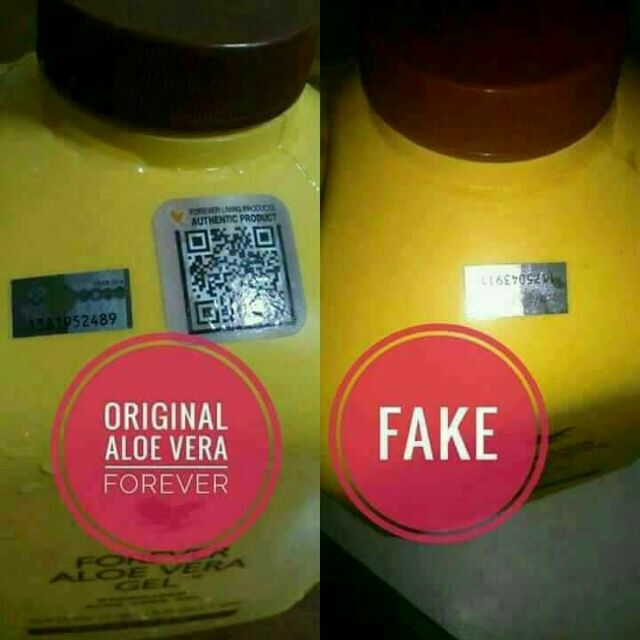 FOREVER LIVING PRODUCTS
AUTHENTIC PRODUCT
1381952489
ORIGINAL
ALOE VERA
FOREVER
FOREVER
ALOE VERA
GEL
FAKE